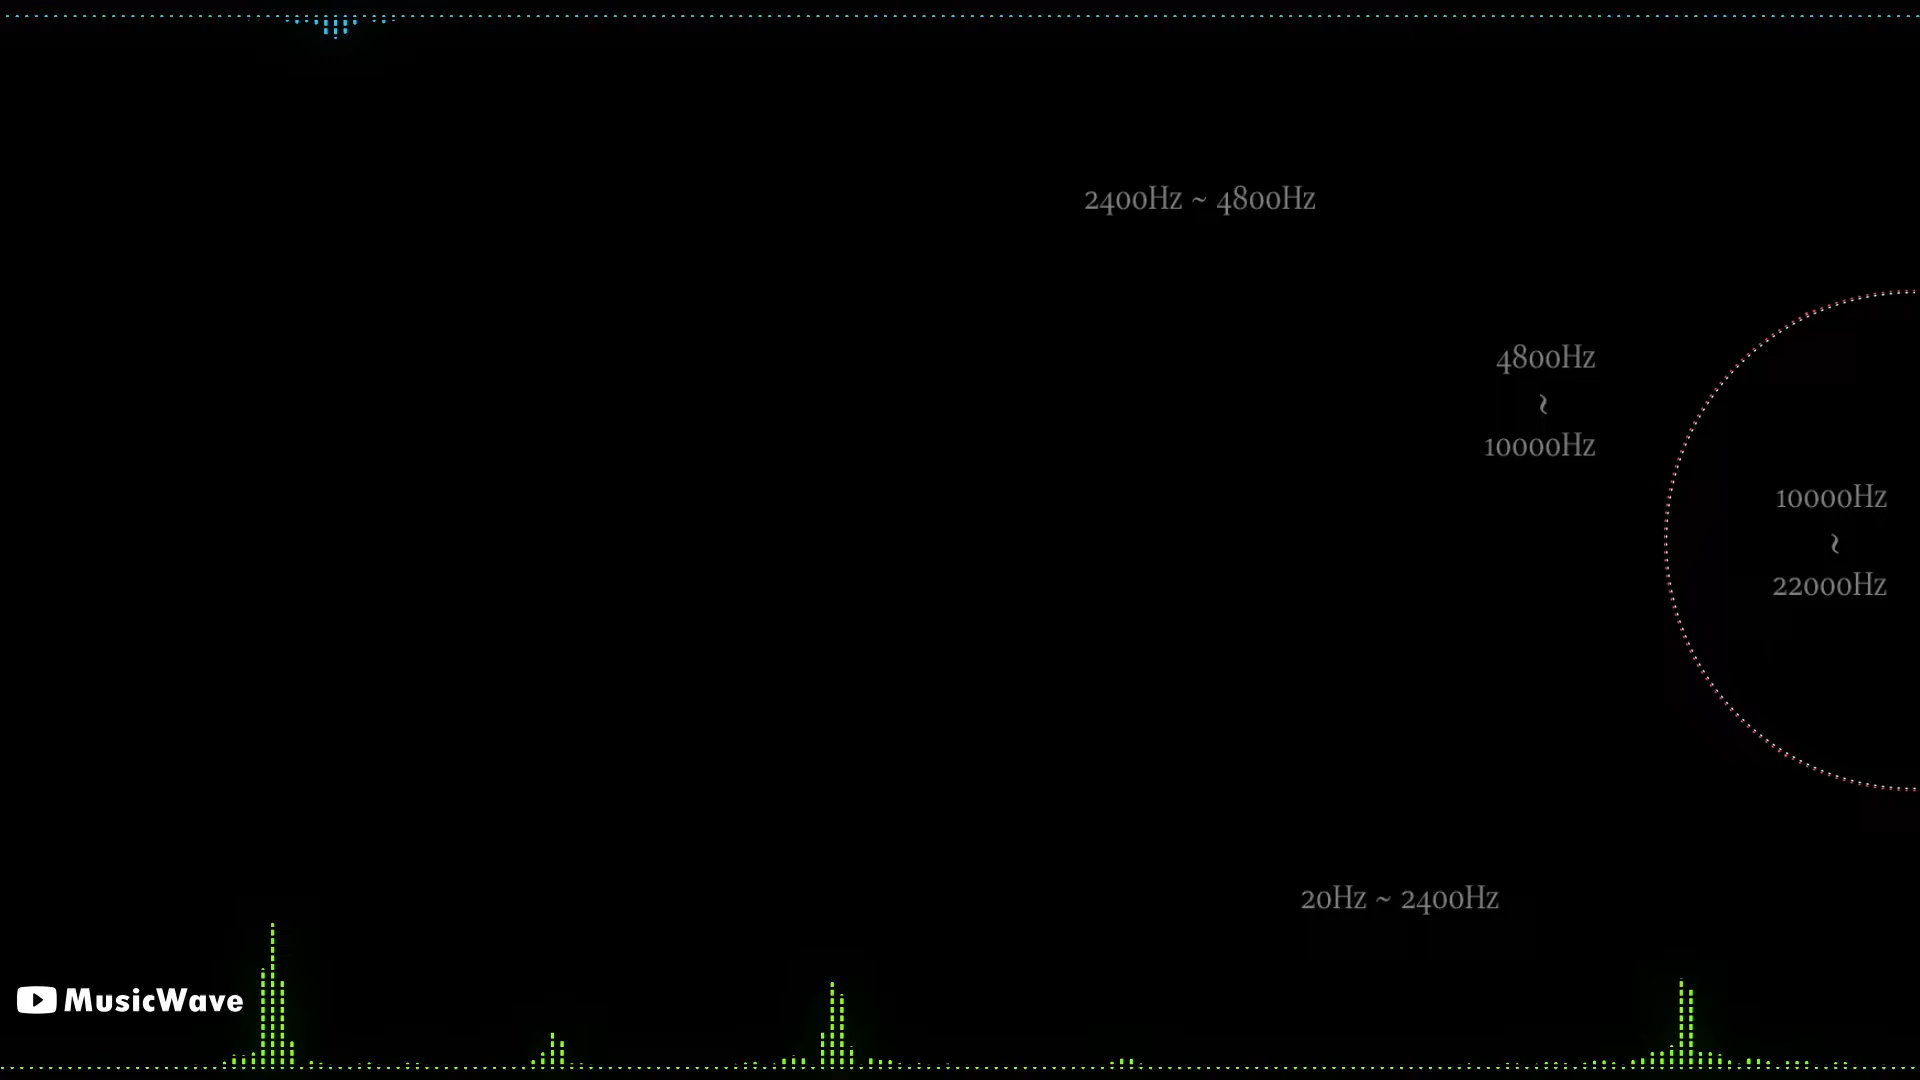 2400Hz ~ 4800Hz
4800Hz
~
10000Hz
10000Hz
~
22000Hz
20Hz ~ 2400Hz
MusicWave